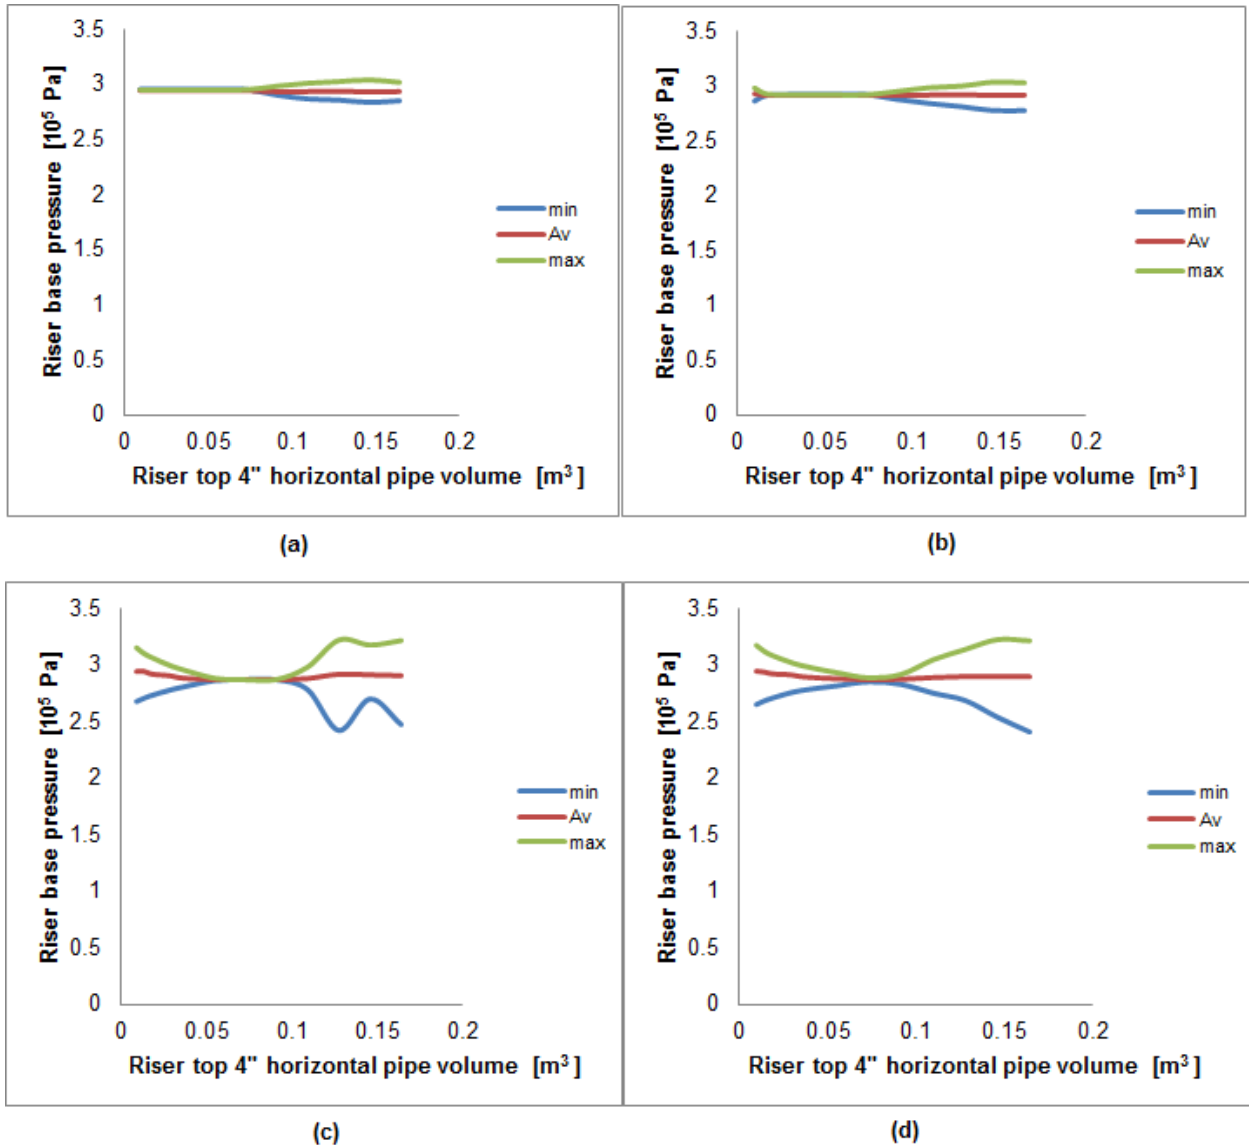 3.5
3
2.5
2
1.5
1
0.5
0
Riser base pressure [10⁵ Pa]
min
Av
max
0 0.05 0.1 0.15 0.2
Riser top 4" horizontal pipe volume [m³ ]
(a)
3.5
3
2.5
2
1.5
1
0.5
0
Riser base pressure [10⁵ Pa]
min
Av
max
0 0.05 0.1 0.15 0.2
Riser top 4" horizontal pipe volume [m³ ]
(b)
3.5
3
2.5
2
1.5
1
0.5
0
Riser base pressure [10⁵ Pa]
min
Av
max
0 0.05 0.1 0.15 0.2
Riser top 4" horizontal pipe volume [m³ ]
(c)
3.5
3
2.5
2
1.5
1
0.5
0
Riser base pressure [10⁵ Pa]
min
Av
max
0 0.05 0.1 0.15 0.2
Riser top 4" horizontal pipe volume [m³ ]
(d)